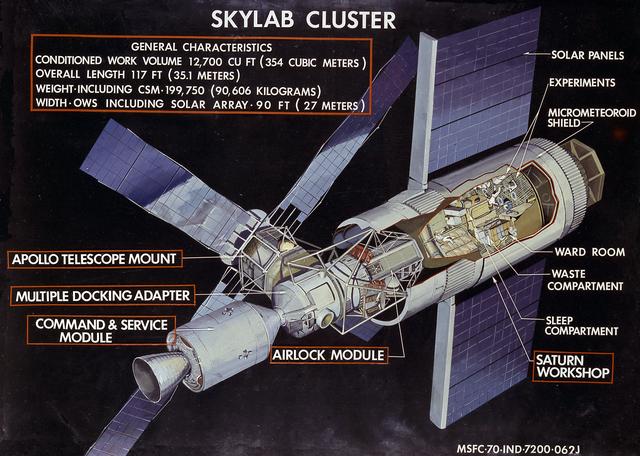 SKYLAB CLUSTER
GENERAL CHARACTERISTICS
CONDITIONED WORK VOLUME 12,700 CU FT (354 CUBIC METERS)
OVERALL LENGTH 117 FT (35.1 METERS)
WEIGHT-INCLUDING CSM-199,750 (90,606 KILOGRAMS)
WIDTH-OWS INCLUDING SOLAR ARRAY-90 FT (27 METERS)
SOLAR PANELS
EXPERIMENTS
MICROMETEOROID
SHIELD
APOLLO TELESCOPE MOUNT
MULTIPLE DOCKING ADAPTER
COMMAND & SERVICE
MODULE
AIRLOCK MODULE
WARD ROOM
WASTE
COMPARTMENT
SLEEP
COMPARTMENT
SATURN
WORKSHOP
MSFC-70-IND-7200-062J